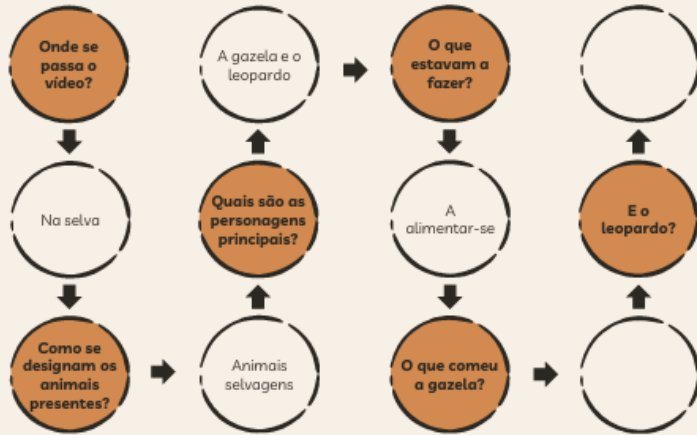 Onde se
passa o
vídeo?
Na selva
Como se
designam os
animais
presentes?
Animais
selvagens
Quais são as
personagens
principais?
A gazela e o
leopardo
O que
estavam a
fazer?
A
alimentar-se
O que comeu
a gazela?
E o
leopardo?